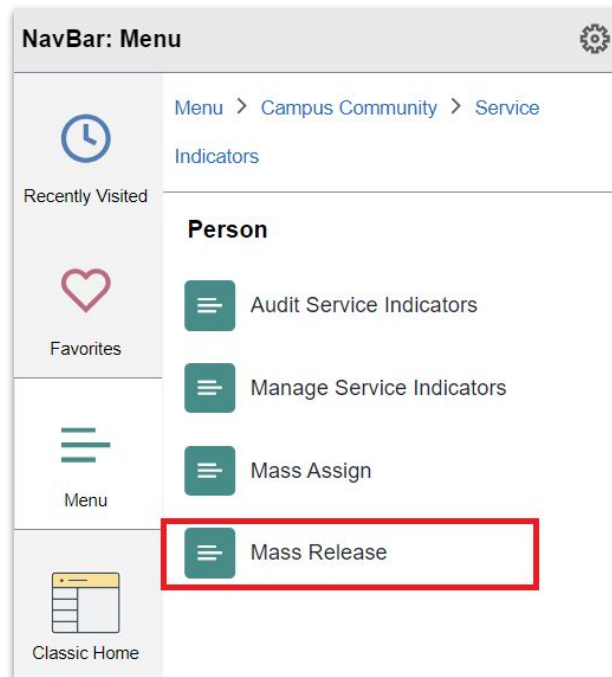 NavBar: Menu
Recently Visited
Favorites
Menu
Classic Home
Menu > Campus Community > Service
Indicators
Person
Audit Service Indicators
Manage Service Indicators
Mass Assign
Mass Release